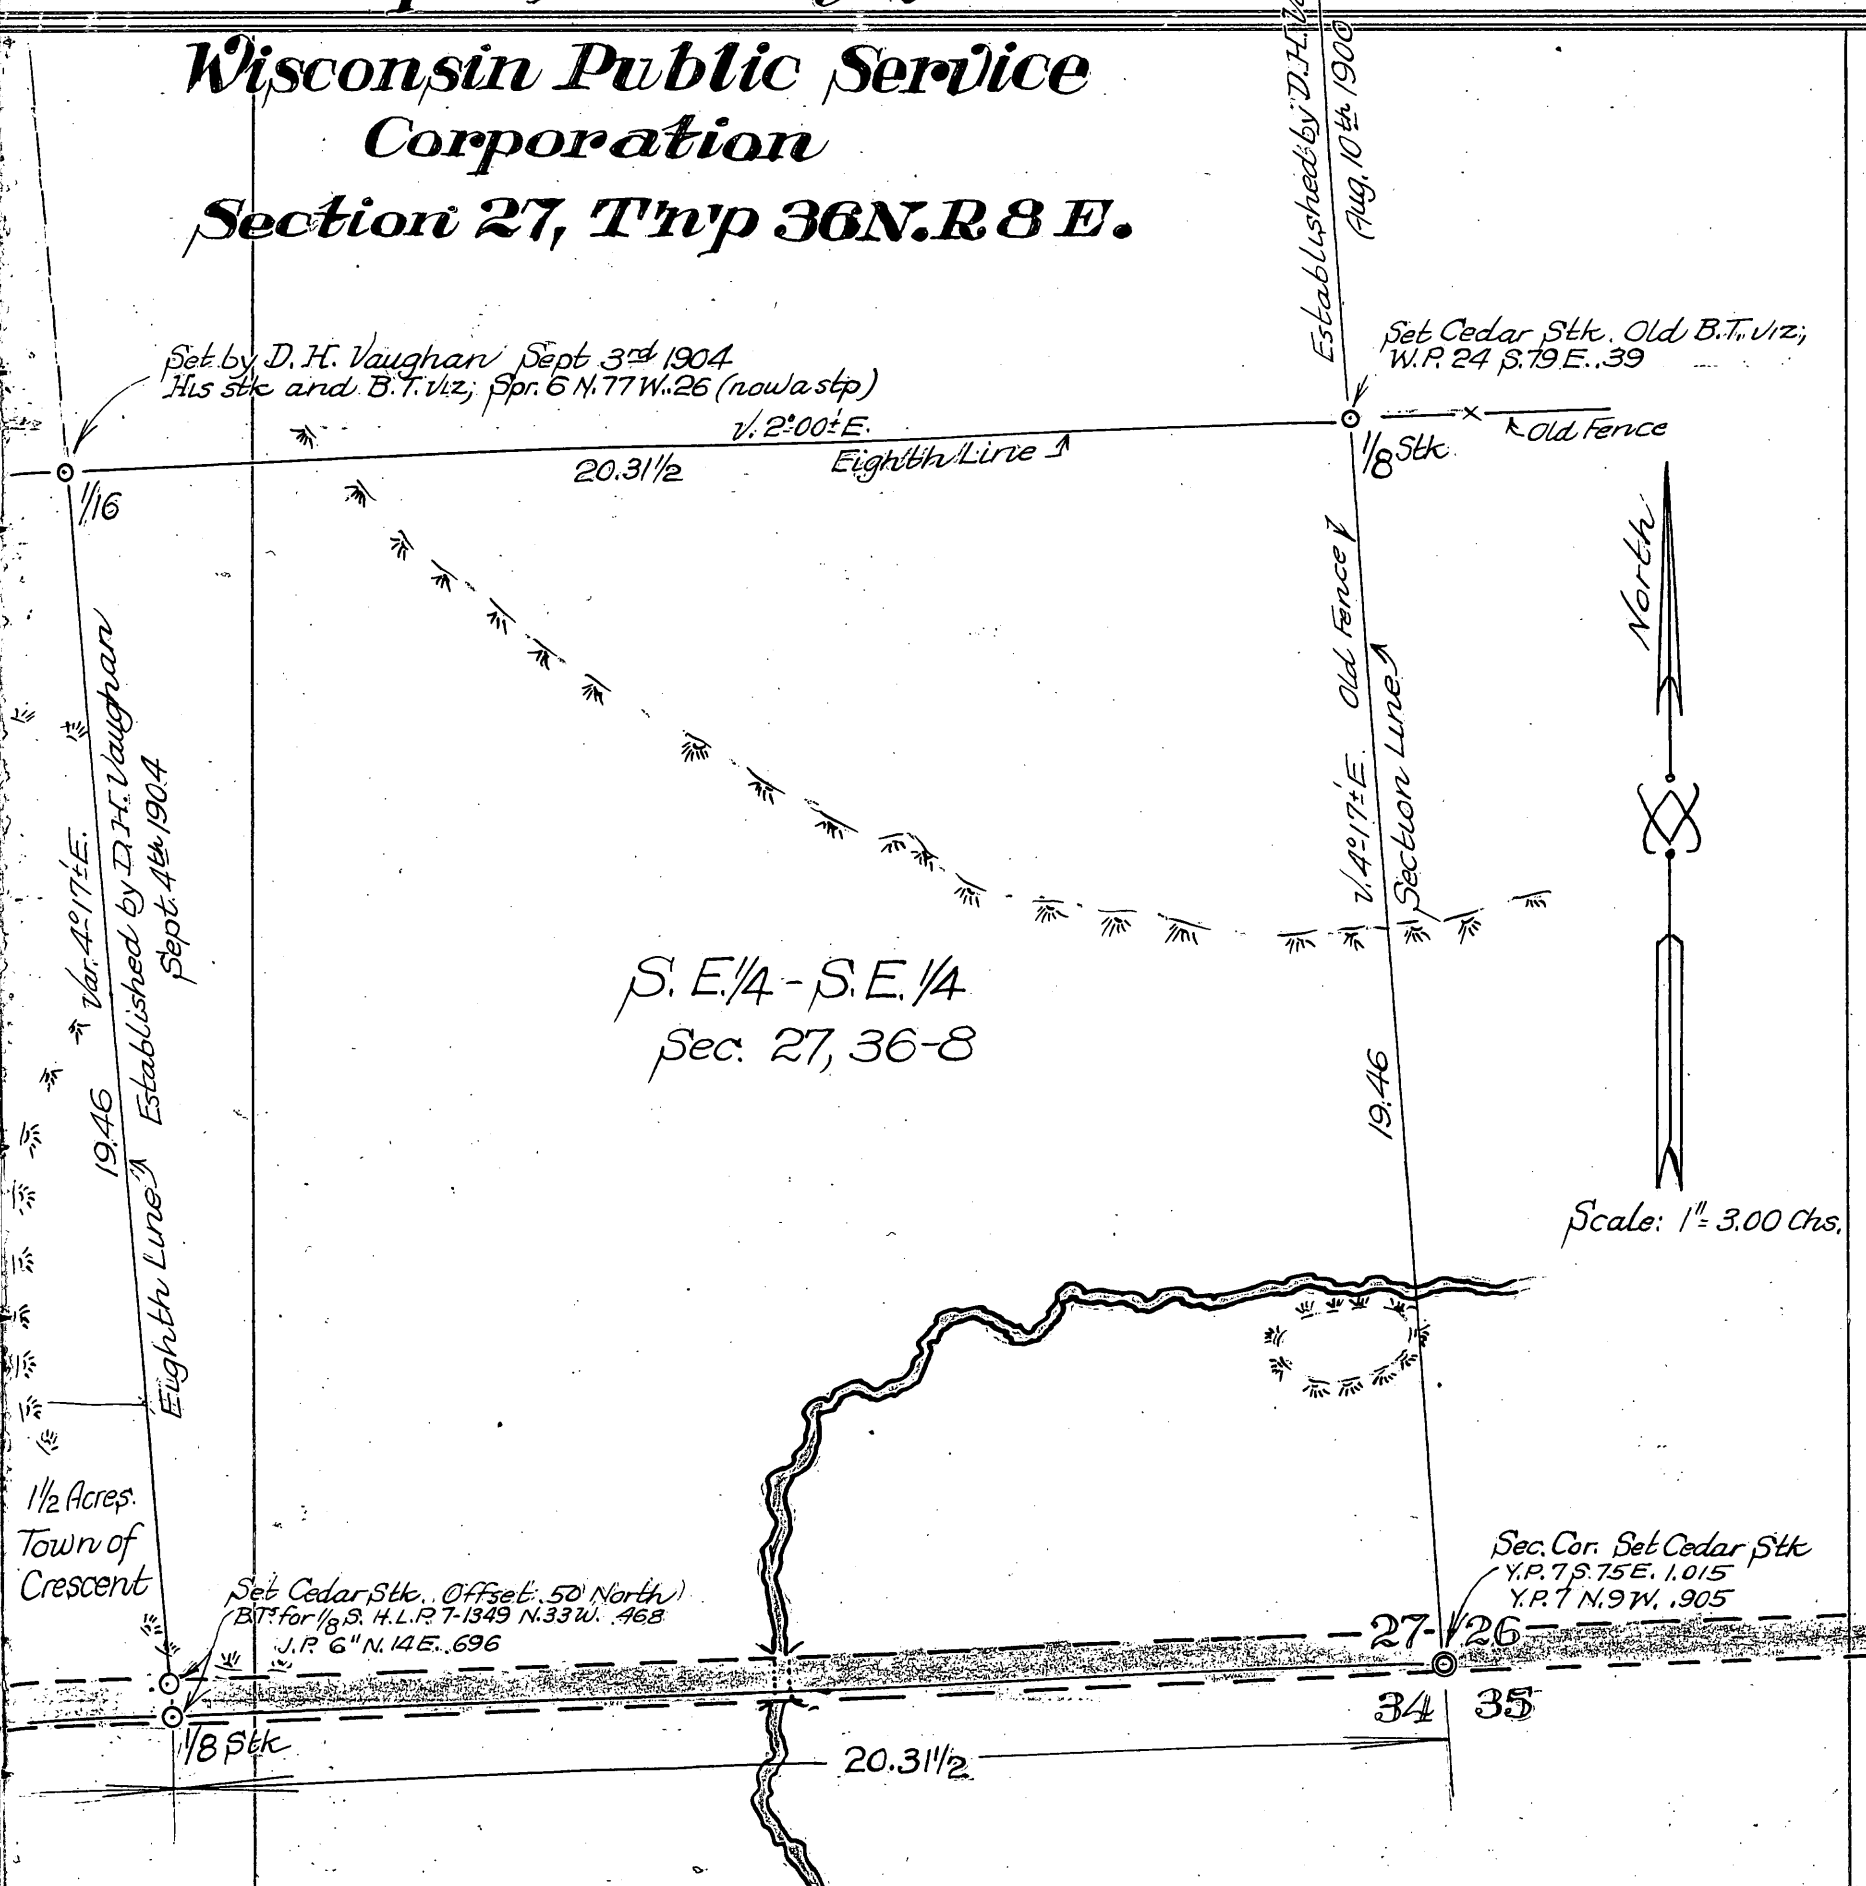 Wisconsin Public Service
Corporation
Section 27, T'n'p 36N.R 8 E.
Established by D.H.
(Aug. 10th 1900
Set by D. H. Vaughan Sept 3rd 1904
His stk and B.T. viz; Spr. 6 N.77W..26 (now a stp)
Set Cedar Stk. Old B.T. viz;
W.P. 24 S.79 E..39
V. 2°00'±E.
20.31½
Eighth Line
1/16
1/8 Stk.
Old Fence
North
Old Fence
V. 4°17'±E.
Section Line
19.46
Var. 4°17'±E.
19.46
Established by D.H. Vaughan
Sept. 4th 1904
Eighth Line
S. E.1/4 - S. E. 1/4
Sec. 27, 36-8
Scale: 1"= 3.00 Chs.
1½ Acres.
Town of
Crescent
Set Cedar Stk. Offset .50 North
B.Ts for 1/8 S. H.L.P. 7-1349 N.33W. .468
J.P. 6" N.14E. .696
Sec. Cor. Set Cedar Stk
Y.P. 7 S.75 E. 1.015
Y.P. 7 N.9 W. .905
27 26
34 35
1/8 Stk
20.31½